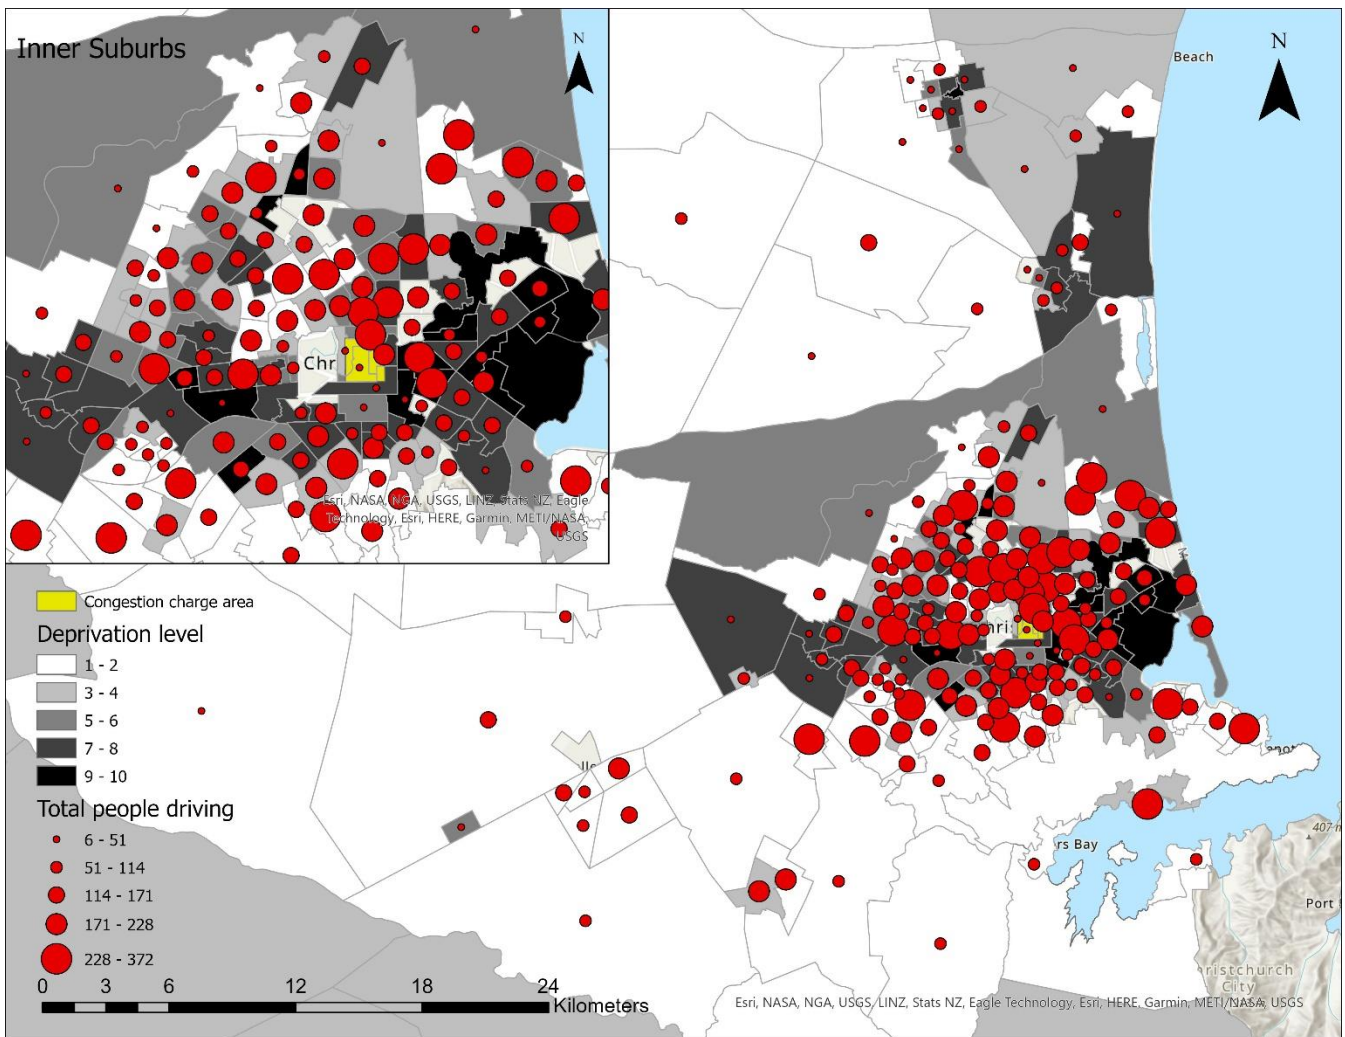 Inner Suburbs
N
Chr
Esri, NASA, NGA, USGS, LINZ, Stats NZ, Eagle
Technology, Esri, HERE, Garmin, METI/NASA,
USGS
Beach
N
Congestion charge area
Deprivation level
1 - 2
3 - 4
5 - 6
7 - 8
9 - 10
Total people driving
6 - 51
51 - 114
114 - 171
171 - 228
228 - 372
0 3 6 12 18 24
Kilometers
rs Bay
407 m
Port
ristchurch
City
Esri, NASA, NGA, USGS, LINZ, Stats NZ, Eagle Technology, Esri, HERE, Garmin, METI/NASA, USGS